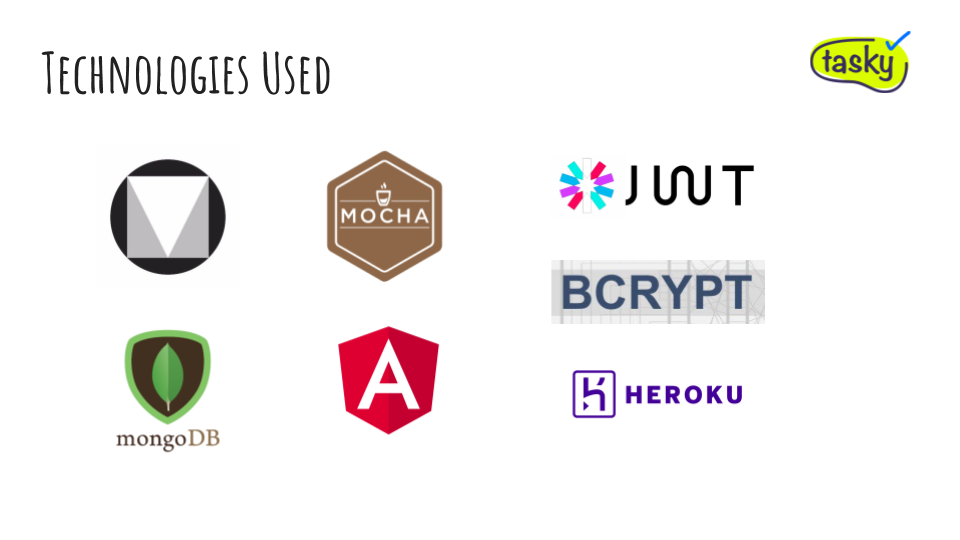 Technologies Used
tasky
MOCHA
JWT
BCRYPT
mongoDB
A
HEROKU